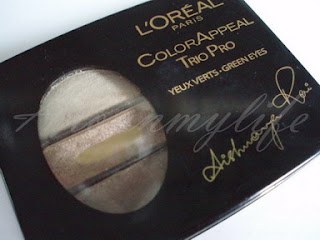 L'ORÉAL
PARIS
COLORAPPEAL
TRIO PRO
YEUX VERTS•GREEN EYES
Aishwarya Rai